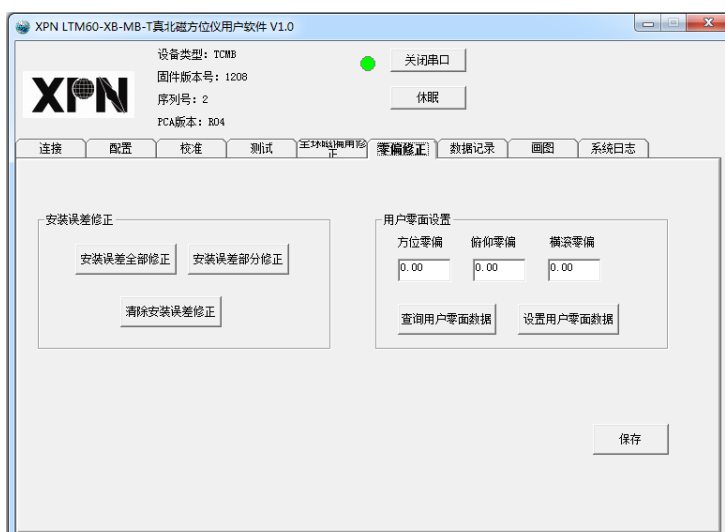 XPN LTM60-XB-MB-T真北磁方位仪用户软件 V1.0
设备类型: TCMB
关闭串口
固件版本号: 1208
XPN
序列号: 2
休眠
PCA版本: R04
连接 配置 校准 测试 全球磁偏角修正 零偏修正 数据记录 画图 系统日志
安装误差修正 用户零面设置
方位零偏 俯仰零偏 横滚零偏
安装误差全部修正 安装误差部分修正
0.00 0.00 0.00
清除安装误差修正
查询用户零面数据 设置用户零面数据
保存